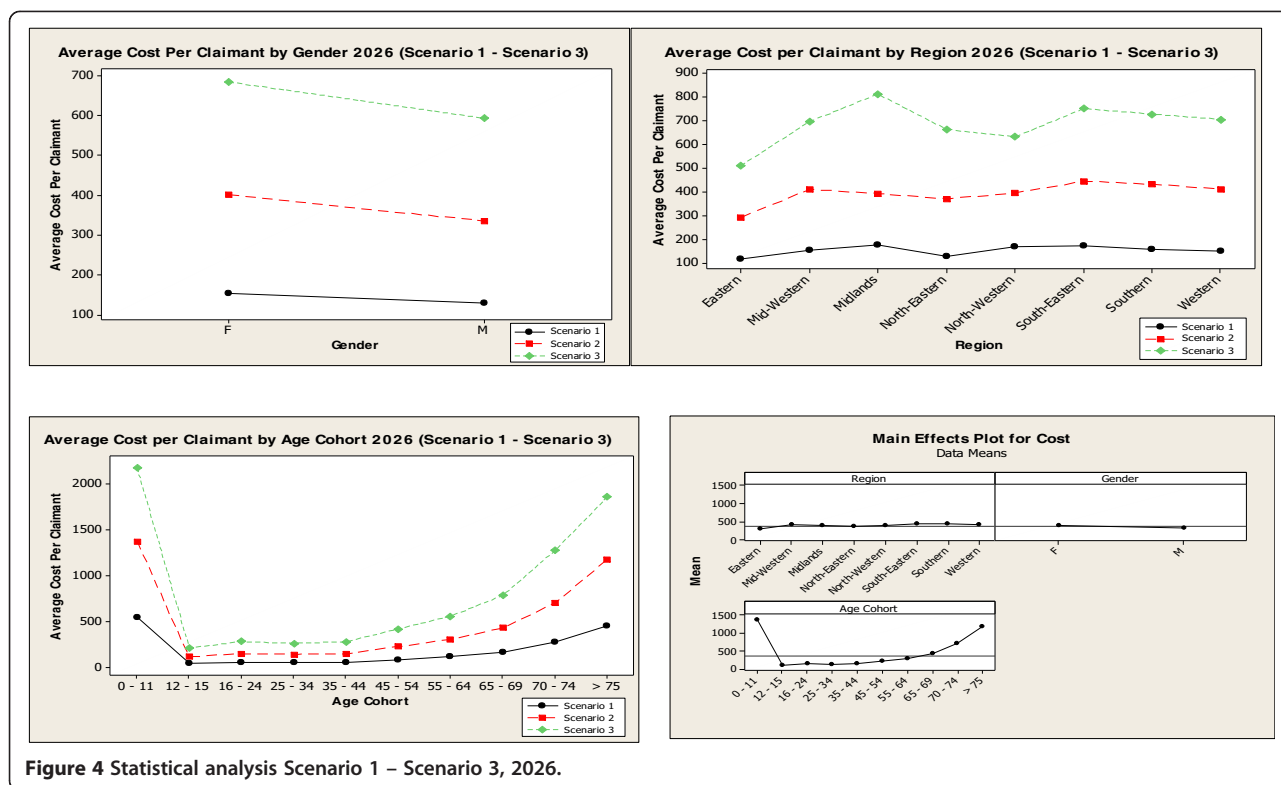 Average Cost Per Claimant by Gender 2026 (Scenario 1 - Scenario 3)
700
600
500
400
300
200
100
Average Cost Per Claimant
F
M
Gender
Scenario 1
Scenario 2
Scenario 3
Average Cost per Claimant by Region 2026 (Scenario 1 - Scenario 3)
900
800
700
600
500
400
300
200
100
Average Cost Per Claimant
Eastern
Mid-Western
Midlands
North-Eastern
North-Western
South-Eastern
Southern
Western
Region
Scenario 1
Scenario 2
Scenario 3
Average Cost per Claimant by Age Cohort 2026 (Scenario 1 - Scenario 3)
2000
1500
1000
500
0
Average Cost Per Claimant
0 - 11
12 - 15
16 - 24
25 - 34
35 - 44
45 - 54
55 - 64
65 - 69
70 - 74
> 75
Age Cohort
Scenario 1
Scenario 2
Scenario 3
Main Effects Plot for Cost
Data Means
Region
Gender
1500
1000
500
0
Eastern
Mid-Western
Midlands
North-Eastern
North-Western
South-Eastern
Southern
Western
F
M
Mean
Age Cohort
1500
1000
500
0
0 - 11
12 - 15
16 - 24
25 - 34
35 - 44
45 - 54
55 - 64
65 - 69
70 - 74
> 75
Figure 4 Statistical analysis Scenario 1 – Scenario 3, 2026.